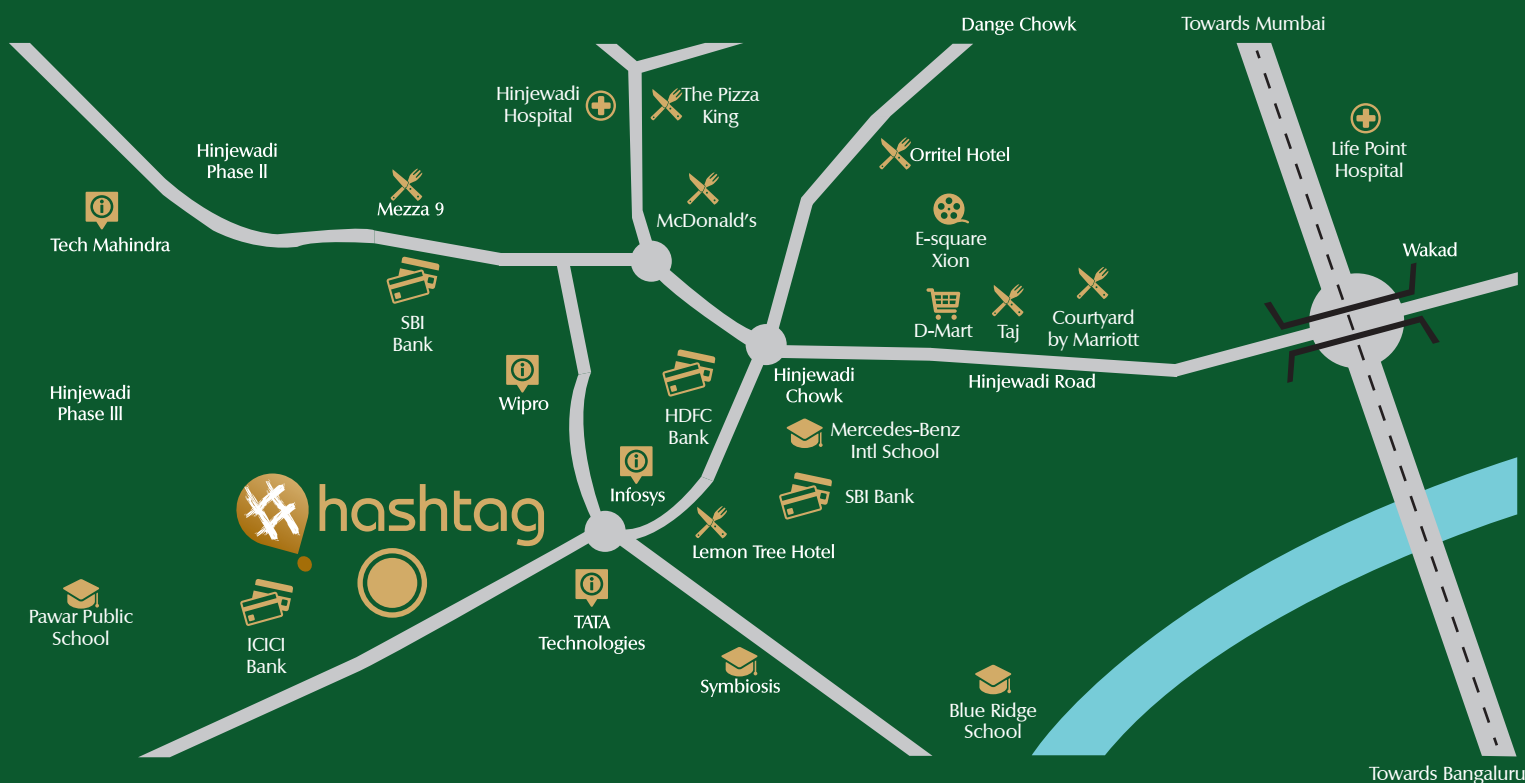 Dange Chowk
Towards Mumbai
Hinjewadi
Hospital
The Pizza
King
Life Point
Hospital
Hinjewadi
Phase ll
Orritel Hotel
Mezza 9
McDonald's
Tech Mahindra
E-square
Xion
Wakad
SBI
Bank
D-Mart
Taj
Courtyard
by Marriott
Hinjewadi
Chowk
Hinjewadi Road
Hinjewadi
Phase lll
Wipro
HDFC
Bank
Mercedes-Benz
Intl School
Infosys
SBI Bank
hashtag
Lemon Tree Hotel
Pawar Public
School
ICICI
Bank
TATA
Technologies
Symbiosis
Blue Ridge
School
Towards Bangaluru